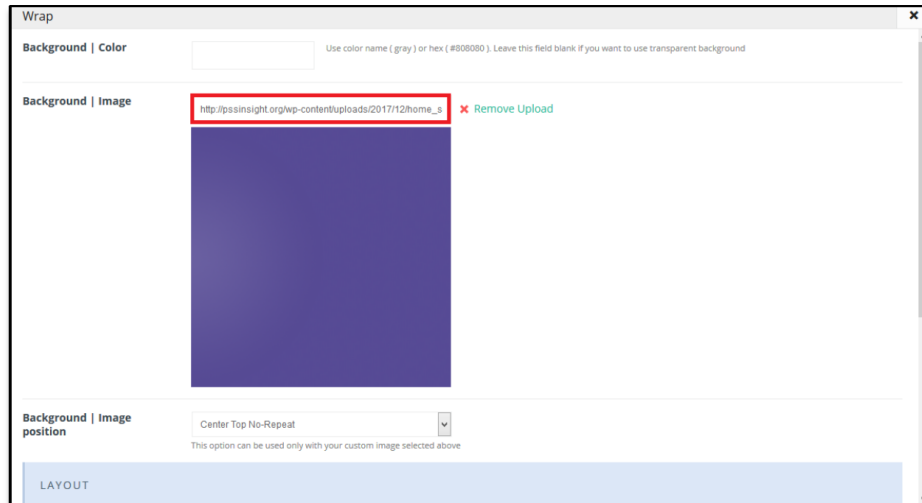 Wrap
Background | Color
Use color name ( gray ) or hex ( #808080 ). Leave this field blank if you want to use transparent background
Background | Image
http://pssinsight.org/wp-content/uploads/2017/12/home_s
Remove Upload
Background | Image
position
Center Top No-Repeat
This option can be used only with your custom image selected above
LAYOUT